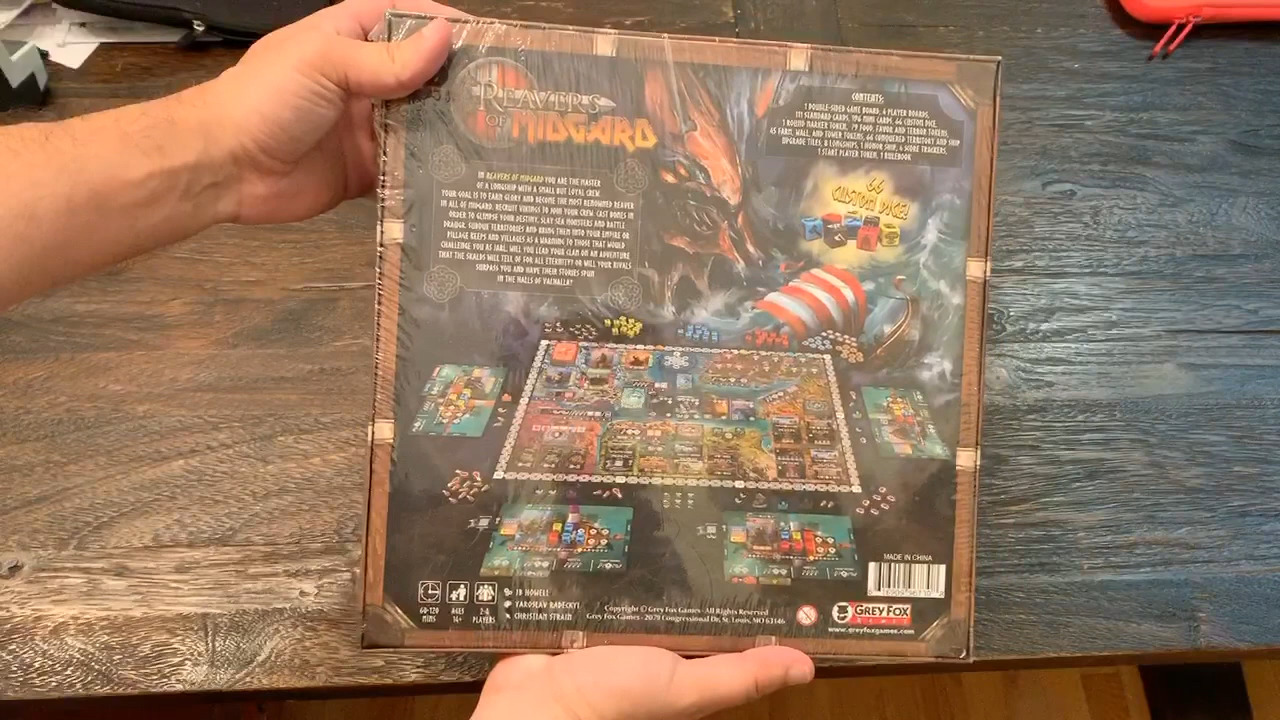 REAVERS
OF MIDGARD
CONTENTS:
1 DOUBLE-SIDED GAME BOARD, 6 PLAYER BOARDS,
111 STANDARD CARDS, 196 MINI CARDS, 66 CUSTOM DICE,
1 ROUND MARKER TOKEN, 79 FOOD, FAVOR AND TERROR TOKENS,
45 FARM, WALL, AND TOWER TOKENS, 66 CONQUERED TERRITORY AND SHIP
UPGRADE TILES, 8 LONGSHIPS, 1 HONOR SHIP, 6 SCORE TRACKERS,
1 START PLAYER TOKEN, 1 RULEBOOK
IN REAVERS OF MIDGARD YOU ARE THE MASTER
OF A LONGSHIP WITH A SMALL BUT LOYAL CREW.
YOUR GOAL IS TO EARN GLORY AND BECOME THE MOST RENOWNED REAVER
IN ALL OF MIDGARD. RECRUIT VIKINGS TO JOIN YOUR CREW. CAST BONES IN
ORDER TO GLIMPSE YOUR DESTINY. SLAY SEA MONSTERS AND BATTLE
DRAUGR. SUBDUE TERRITORIES AND BRING THEM INTO YOUR EMPIRE OR
PILLAGE KEEPS AND VILLAGES AS A WARNING TO THOSE THAT WOULD
CHALLENGE YOU AS JARL. WILL YOU LEAD YOUR CLAN ON AN ADVENTURE
THAT THE SKALDS WILL TELL OF FOR ALL ETERNITY? OR WILL YOUR RIVALS
SURPASS YOU AND HAVE THEIR STORIES SPUN
IN THE HALLS OF VALHALLA?
66
CUSTOM DICE!
MADE IN CHINA
60-120
MINS
AGES
14+
2-6
PLAYERS
JB HOWELL
YAROSLAV RADECKYI
CHRISTIAN STRAIN
Copyright © Grey Fox Games - All Rights Reserved
Grey Fox Games - 2079 Congressional Dr, St. Louis, MO 63146
GREY FOX
GAMES
www.greyfoxgames.com